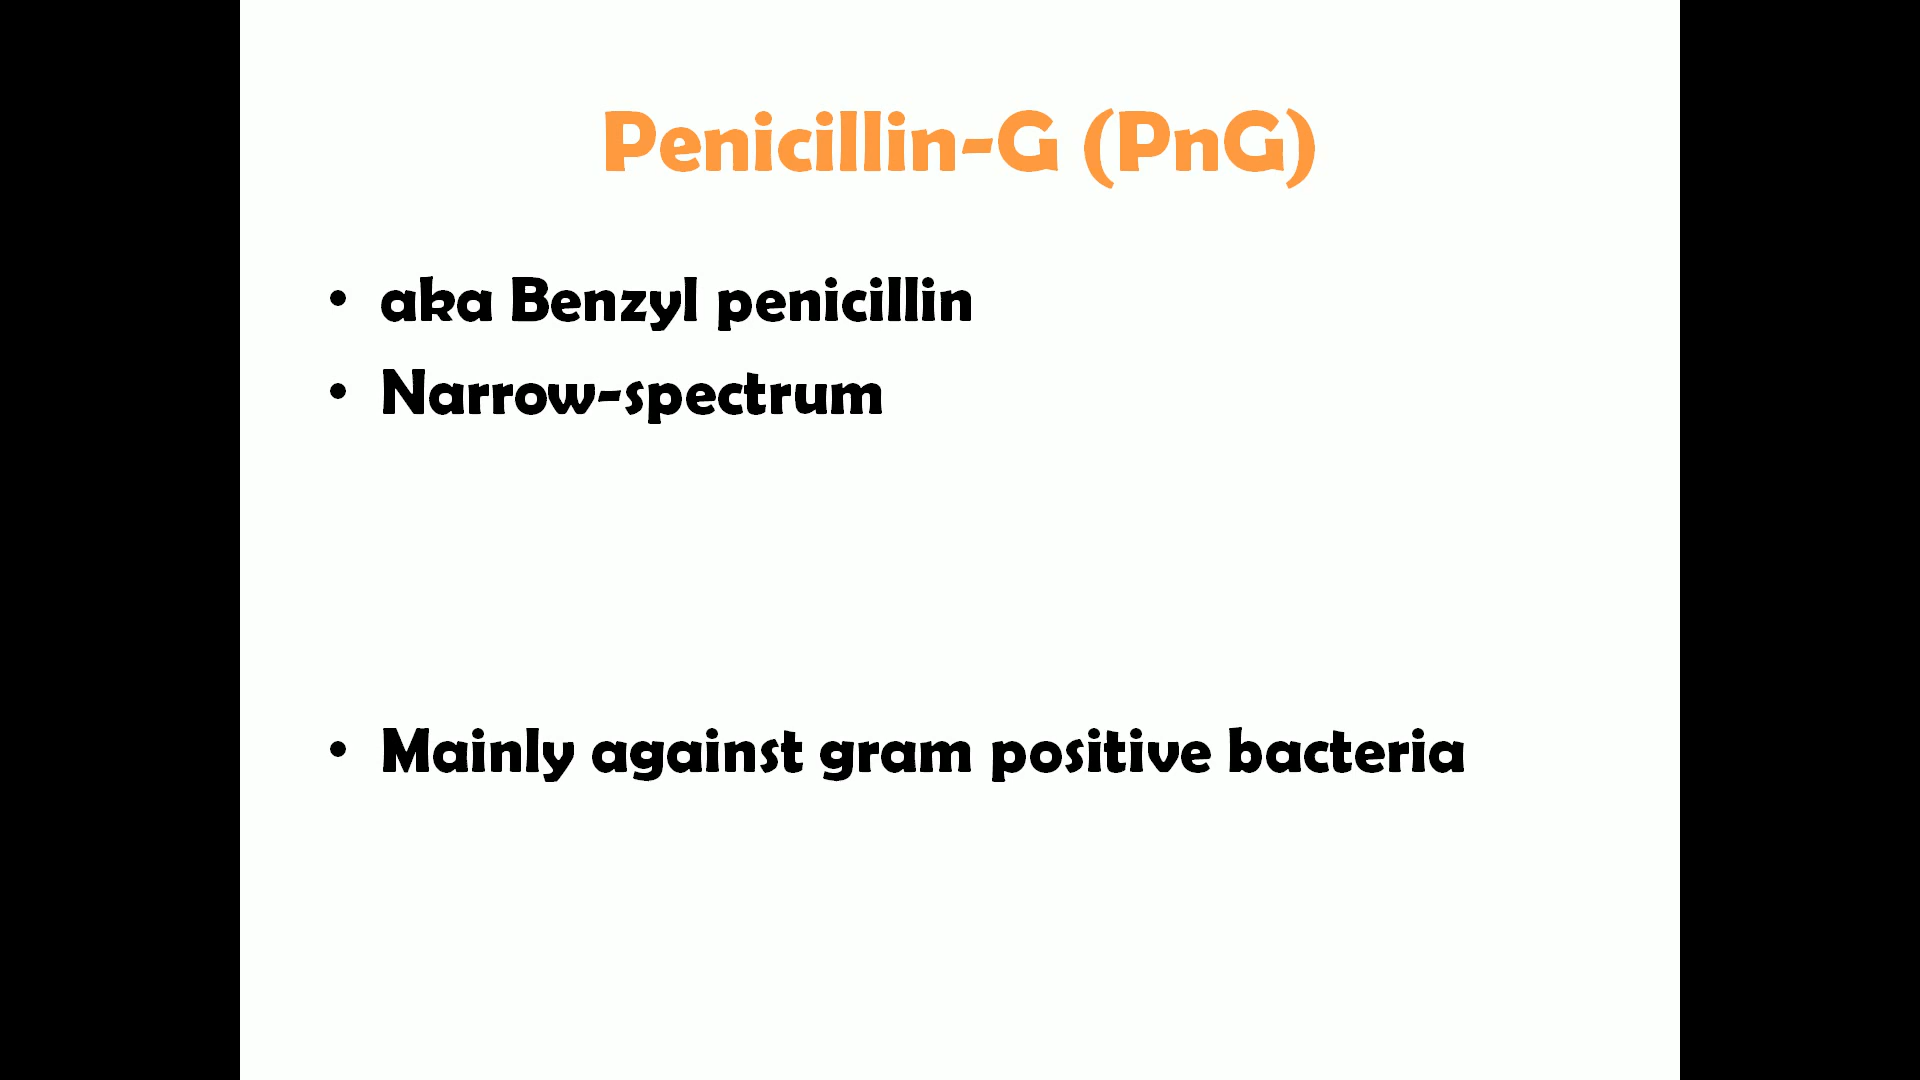 Penicillin-G (PnG)
• aka Benzyl penicillin
• Narrow-spectrum
• Mainly against gram positive bacteria